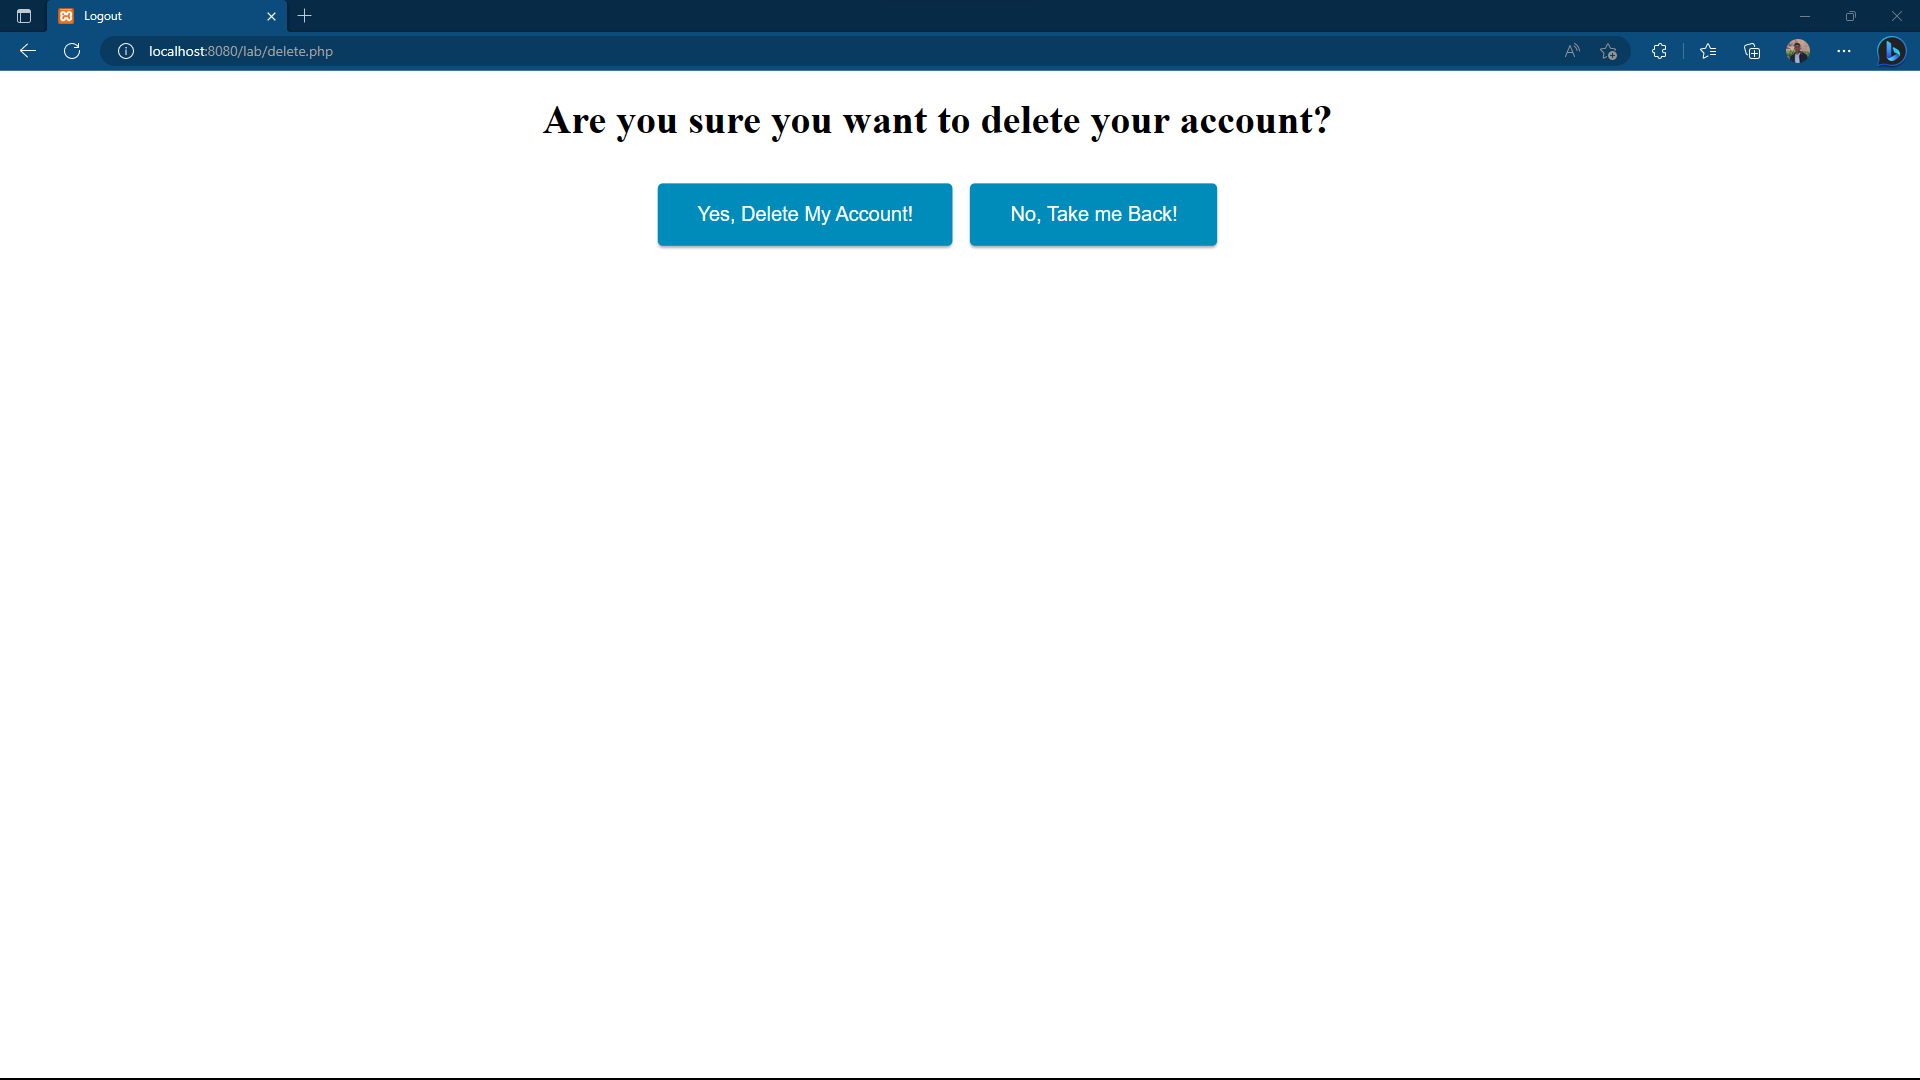 Logout
localhost:8080/lab/delete.php
Are you sure you want to delete your account?
Yes, Delete My Account!
No, Take me Back!